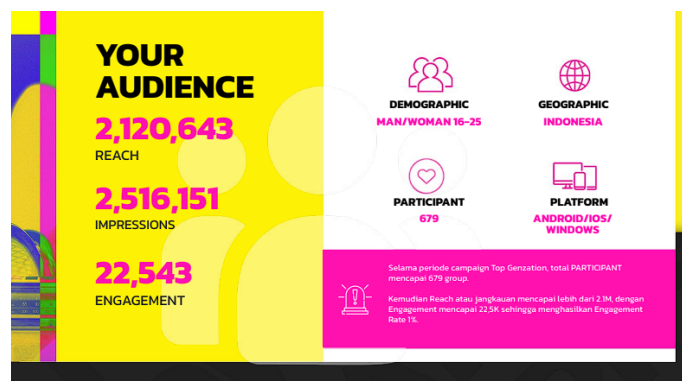 YOUR
AUDIENCE
2,120,643
REACH
2,516,151
IMPRESSIONS
22,543
ENGAGEMENT
DEMOGRAPHIC
MAN/WOMAN 16-25
GEOGRAPHIC
INDONESIA
PARTICIPANT
679
PLATFORM
ANDROID/IOS/
WINDOWS
Selama periode campaign Top Genzation, total PARTICIPANT
mencapai 679 group.
Kemudian Reach atau jangkauan mencapai lebih dari 2.1M, dengan
Engagement mencapai 22,5K sehingga menghasilkan Engagement
Rate 1%.